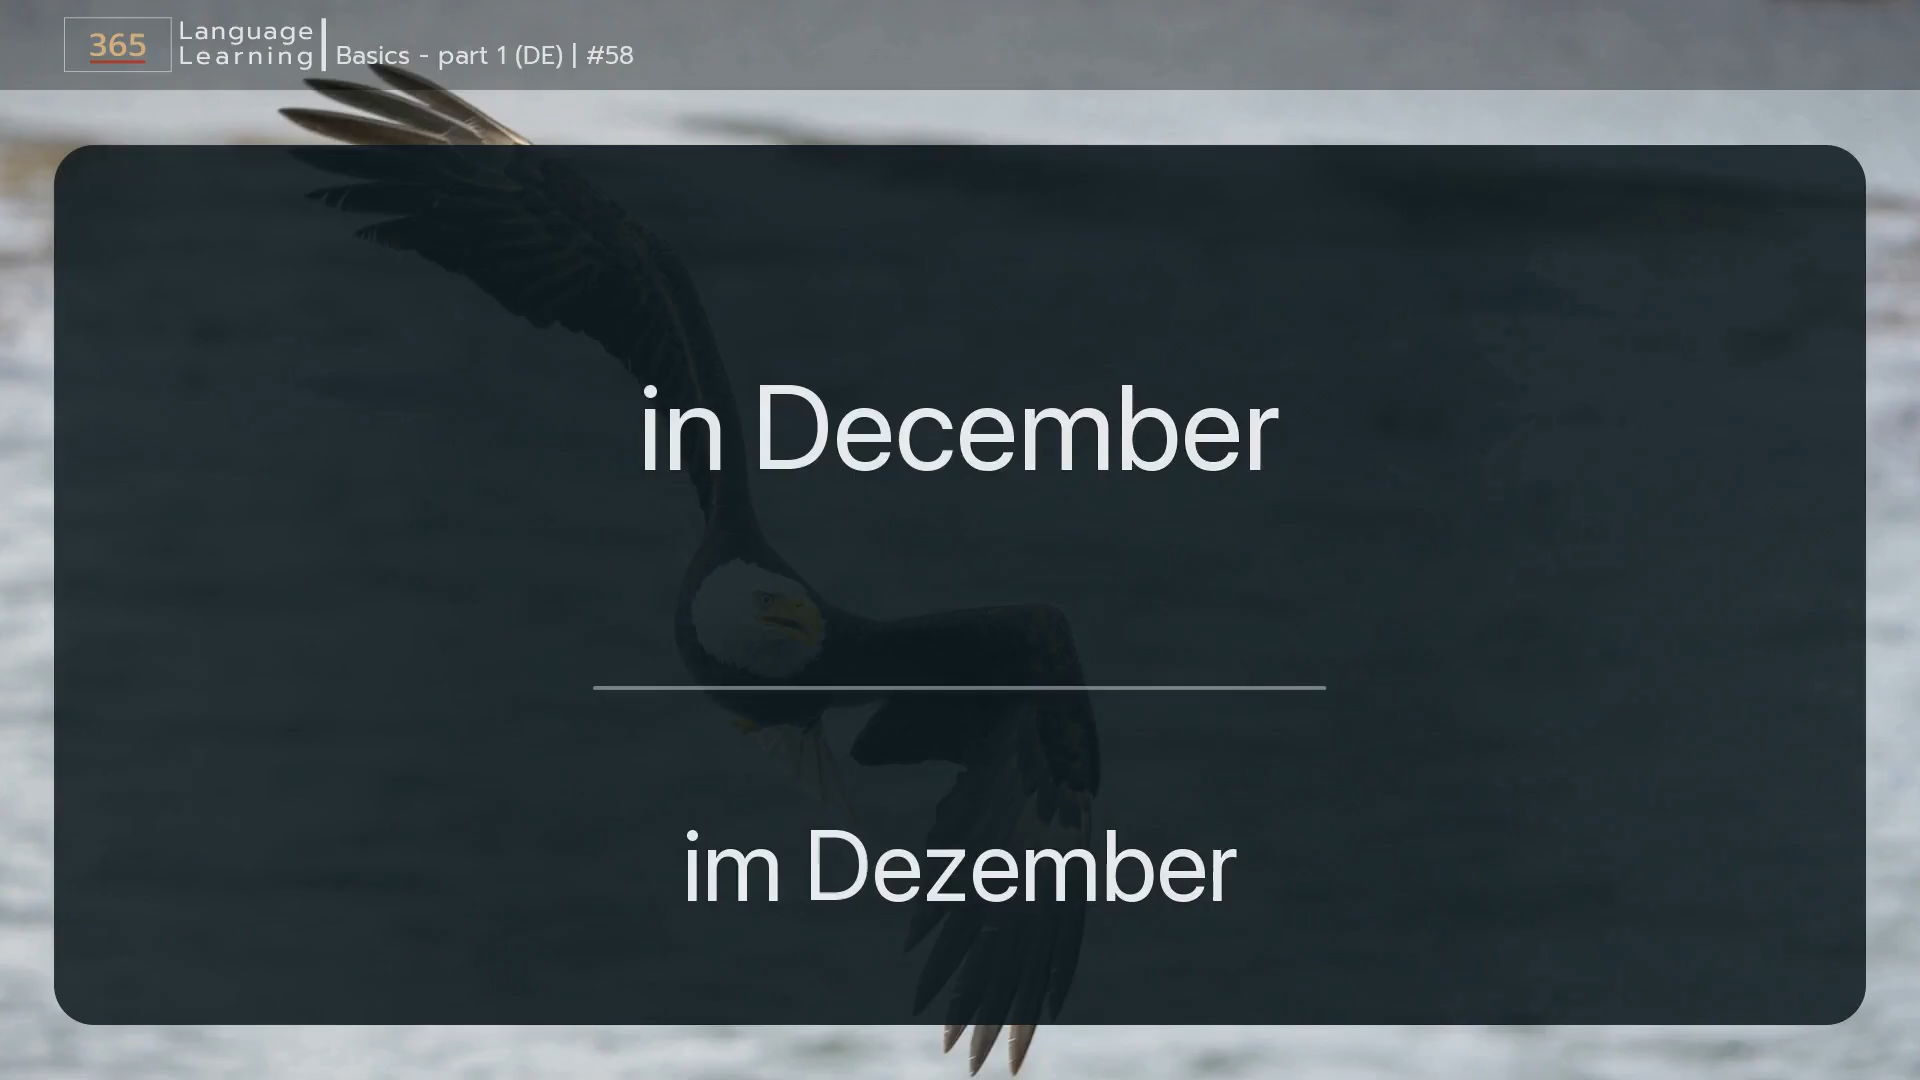 365
Language
Learning
Basics - part 1 (DE) | #58
in December
im Dezember